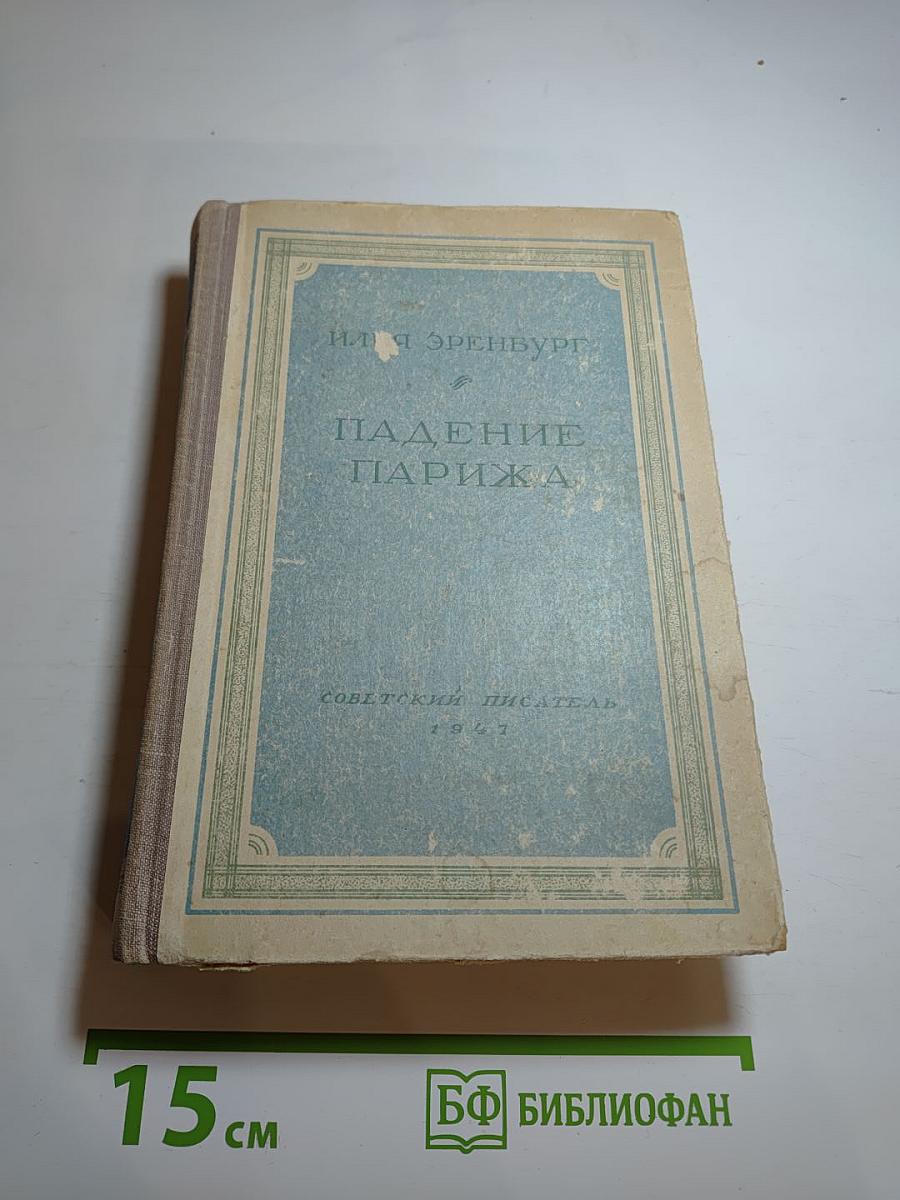 ИЛЬЯ ЭРЕНБУРГ
ПАДЕНИЕ
ПАРИЖА
СОВЕТСКИЙ ПИСАТЕЛЬ
1947
15 см
БФ БИБЛИОФАН